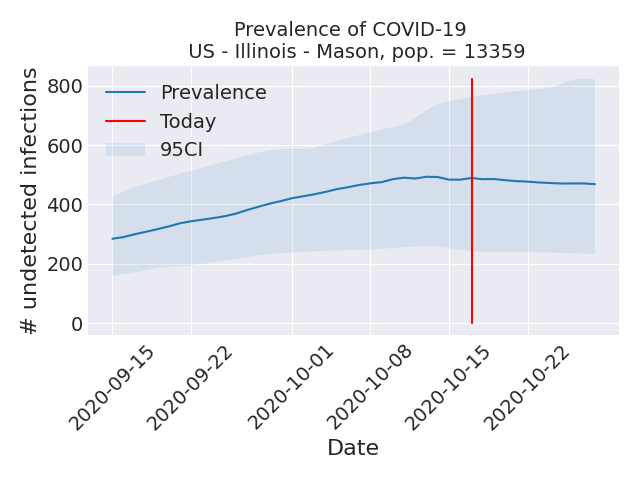 Prevalence of COVID-19
US - Illinois - Mason, pop. = 13359
# undetected infections
800
600
400
200
0
Prevalence
Today
95CI
2020-09-15
2020-09-22
2020-10-01
2020-10-08
2020-10-15
2020-10-22
Date